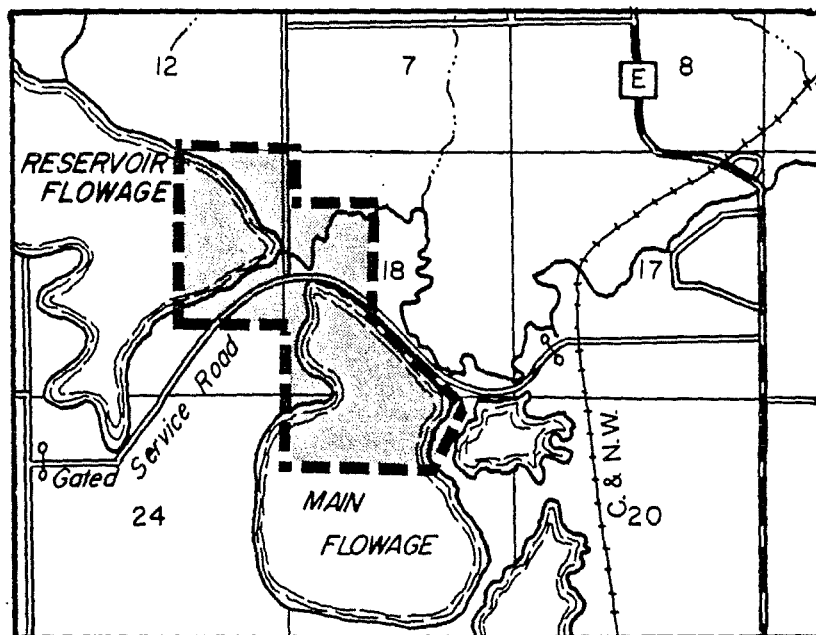 12
7
8
E
RESERVOIR
FLOWAGE
18
17
Gated Service Road
C. & N.W.
24
MAIN
FLOWAGE
20